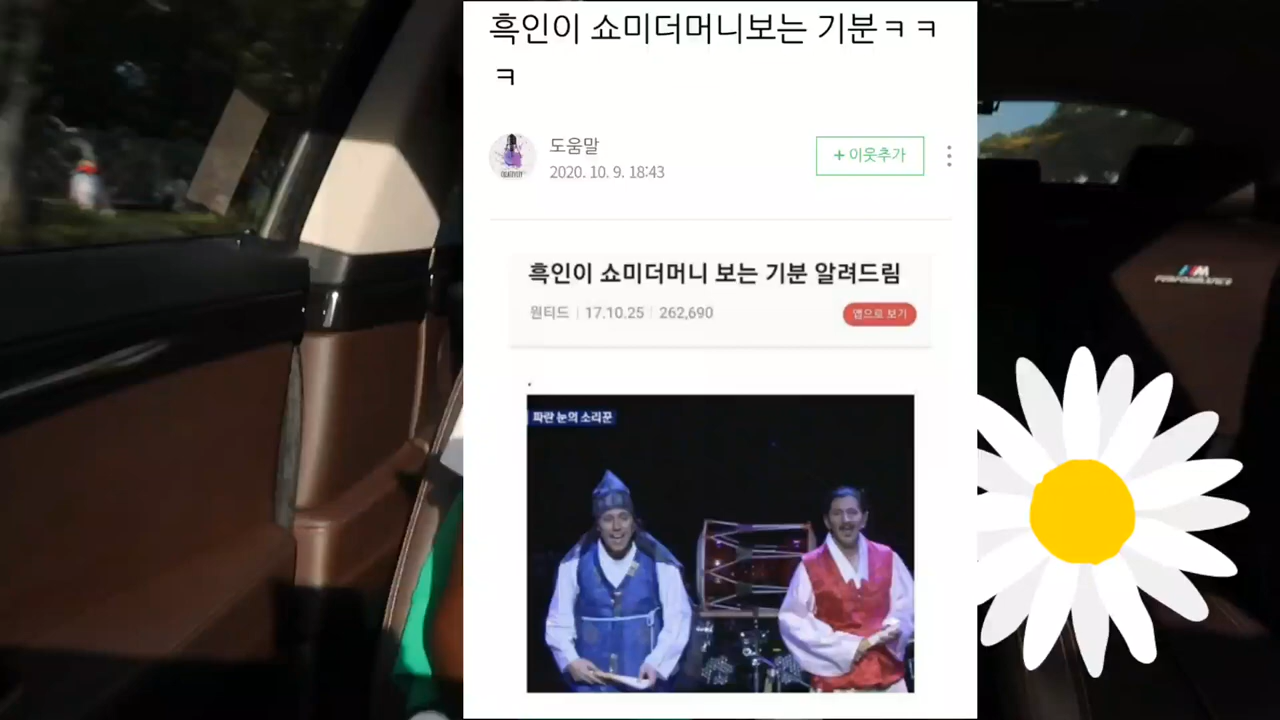 흑인이 쇼미더머니보는 기분ㅋㅋ
ㅋ
도움말
2020. 10. 9. 18:43
+ 이웃추가
흑인이 쇼미더머니 보는 기분 알려드림
원티드 | 17.10.25 | 262,690
앱으로 보기
.
파란 눈의 소리꾼
M
PERFORMANCE